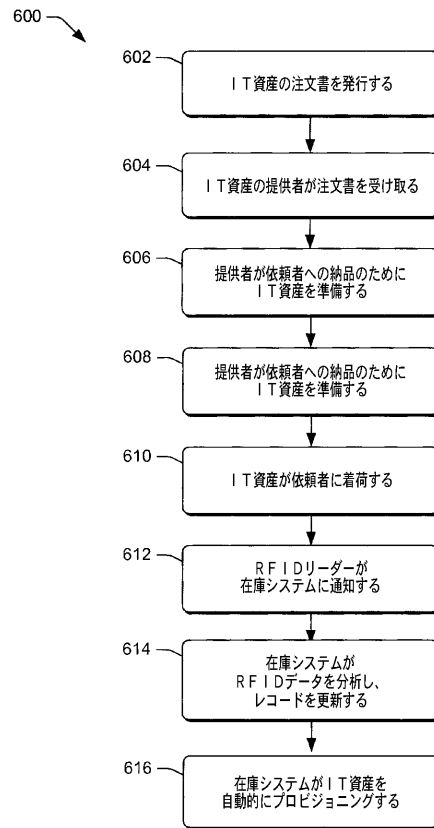 600
602
IT資産の注文書を発行する
604
IT資産の提供者が注文書を受け取る
606
提供者が依頼者への納品のために
IT資産を準備する
608
提供者が依頼者への納品のために
IT資産を準備する
610
IT資産が依頼者に着荷する
612
RFIDリーダーが
在庫システムに通知する
614
在庫システムが
RFIDデータを分析し、
レコードを更新する
616
在庫システムがIT資産を
自動的にプロビジョニングする